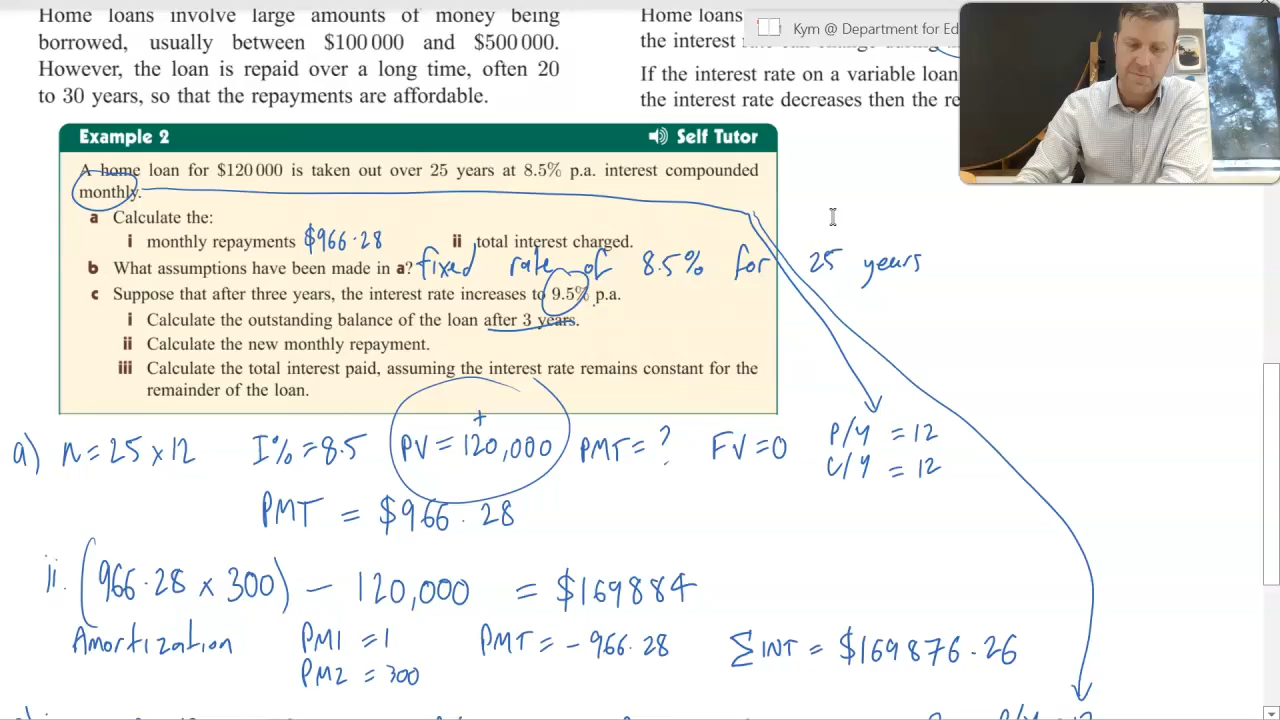 Home loans involve large amounts of money being
borrowed, usually between $100 000 and $500 000.
However, the loan is repaid over a long time, often 20
to 30 years, so that the repayments are affordable.
Home loans
the interest
If the interest rate on a variable loan
the interest rate decreases then the re
Kym @ Department for Ed
Example 2
Self Tutor
A home loan for $120 000 is taken out over 25 years at 8.5% p.a. interest compounded
monthly.
a Calculate the:
i monthly repayments $966.28 ii total interest charged.
b What assumptions have been made in a? fixed rate of 8.5% for 25 years
c Suppose that after three years, the interest rate increases to 9.5% p.a.
i Calculate the outstanding balance of the loan after 3 years.
ii Calculate the new monthly repayment.
iii Calculate the total interest paid, assuming the interest rate remains constant for the
remainder of the loan.
a) n = 25 x 12 I% = 8.5 PV = +120,000 PMT = ? FV = 0 P/Y = 12
C/Y = 12
PMT = $966.28
ii. (966.28 x 300) - 120,000 = $169884
Amortization PM1 = 1 PMT = -966.28 ΣINT = $169876.26
PM2 = 300